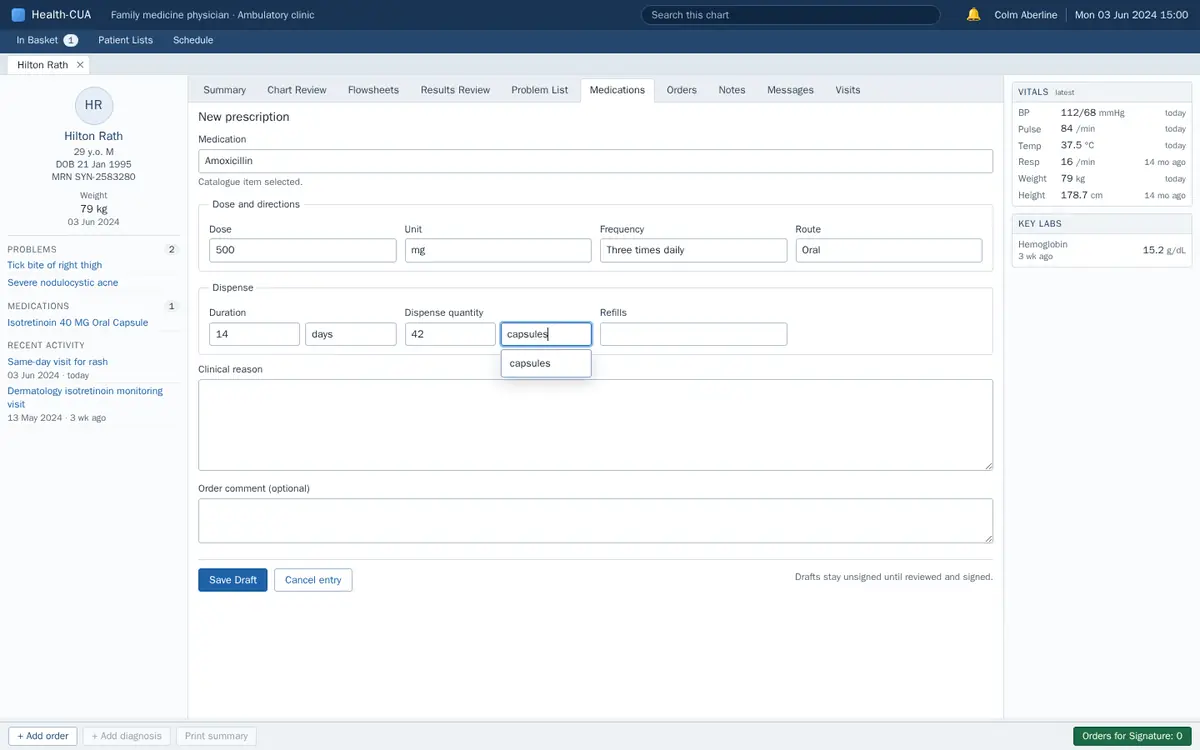 Health-CUA
Family medicine physician · Ambulatory clinic
Search this chart
Colm Aberline
Mon 03 Jun 2024 15:00
In Basket 1
Patient Lists
Schedule
Hilton Rath ✕
HR
Hilton Rath
29 y.o. M
DOB 21 Jan 1995
MRN SYN-2583280
Weight
79 kg
03 Jun 2024
PROBLEMS 2
Tick bite of right thigh
Severe nodulocystic acne
MEDICATIONS 1
Isotretinoin 40 MG Oral Capsule
RECENT ACTIVITY
Same-day visit for rash
03 Jun 2024 · today
Dermatology isotretinoin monitoring
visit
13 May 2024 · 3 wk ago
Summary
Chart Review
Flowsheets
Results Review
Problem List
Medications
Orders
Notes
Messages
Visits
New prescription
Medication
Amoxicillin
Catalogue item selected.
Dose and directions
Dose
Unit
Frequency
Route
500
mg
Three times daily
Oral
Dispense
Duration
Dispense quantity
Refills
14
days
42
capsules
capsules
Clinical reason
Order comment (optional)
Save Draft
Cancel entry
Drafts stay unsigned until reviewed and signed.
VITALS latest
BP 112/68 mmHg today
Pulse 84 /min today
Temp 37.5 °C today
Resp 16 /min 14 mo ago
Weight 79 kg today
Height 178.7 cm 14 mo ago
KEY LABS
Hemoglobin
3 wk ago
15.2 g/dL
+ Add order
+ Add diagnosis
Print summary
Orders for Signature: 0